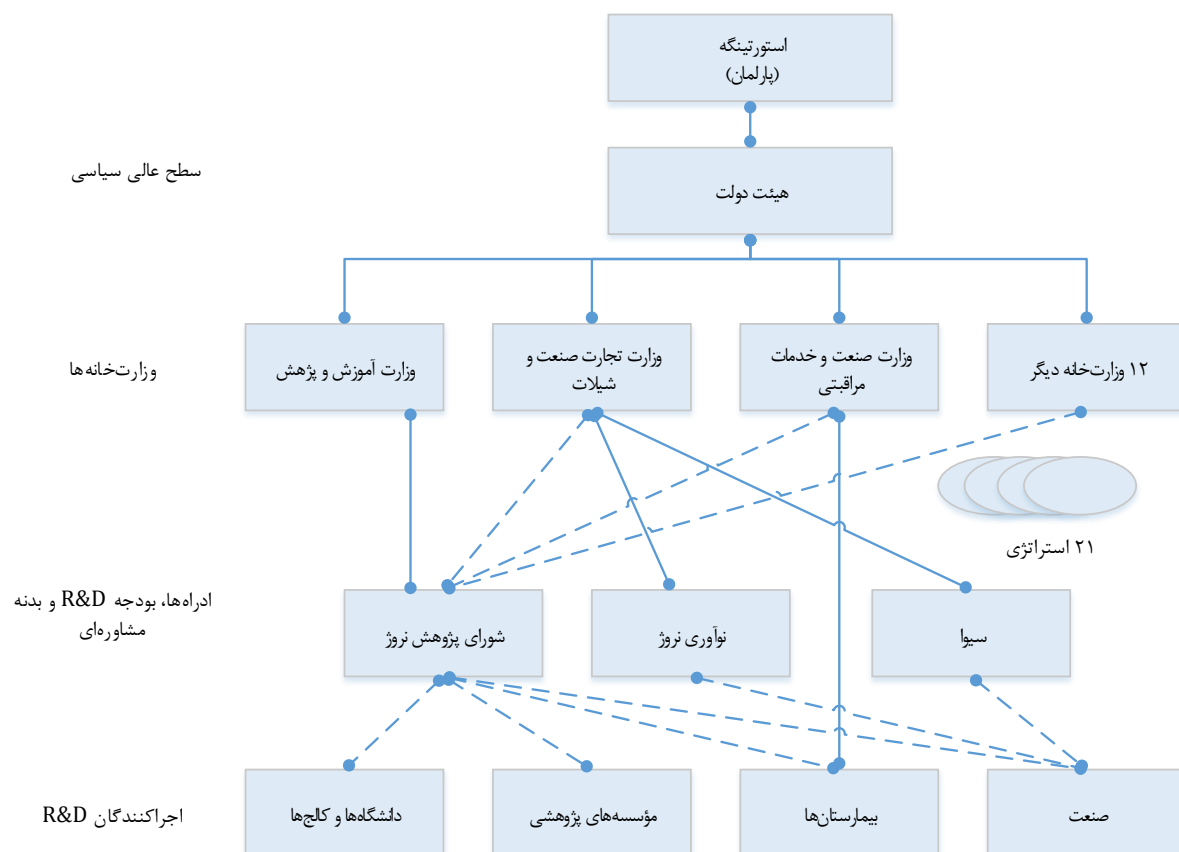 استورتینگه
(پارلمان)
سطح عالی سیاسی
هیئت دولت
وزارت‌خانه‌ها
۱۲ وزارت‌خانه دیگر
وزارت صنعت و خدمات
مراقبتی
وزارت تجارت صنعت و
شیلات
وزارت آموزش و پژهش
۲۱ استراتژی
ادراه‌ها، بودجه R&D و بدنه
مشاوره‌ای
سیوا
نوآوری نروژ
شورای پژوهش نروژ
اجراکنندگان R&D
صنعت
بیمارستان‌ها
مؤسسه‌های پژوهشی
دانشگاه‌ها و کالج‌ها